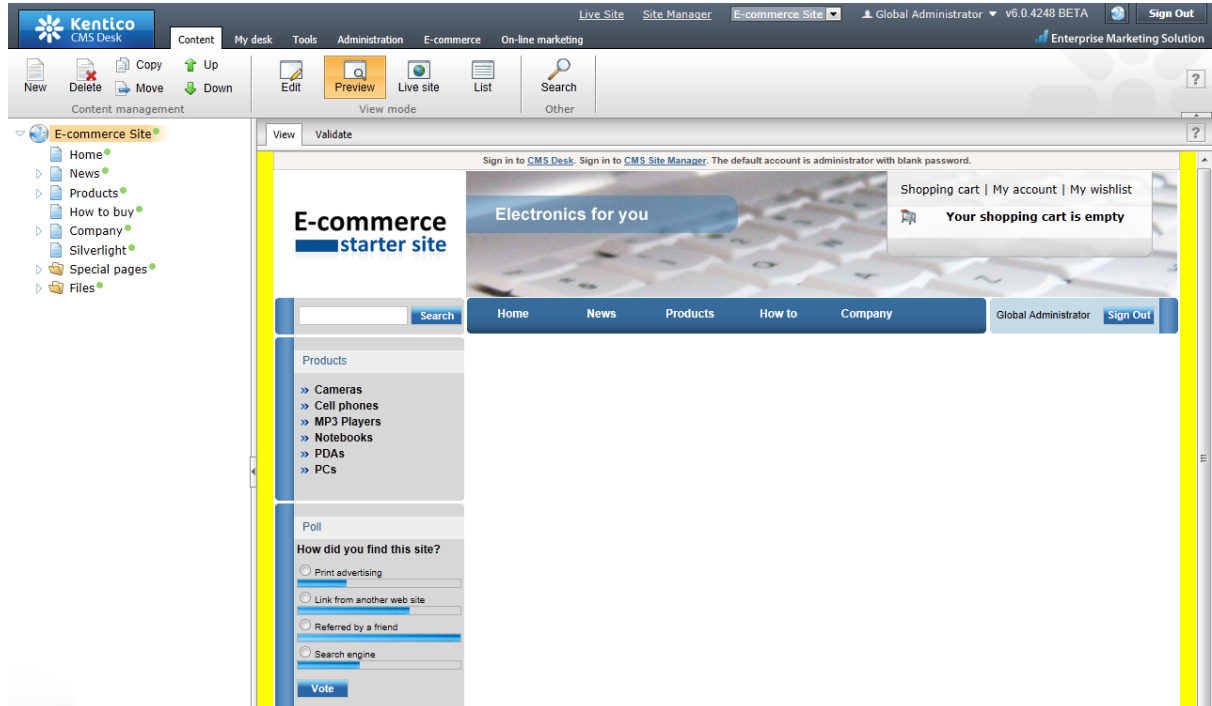 Kentico
CMS Desk
Live Site Site Manager E-commerce Site Global Administrator v6.0.4248 BETA Sign Out
Content My desk Tools Administration E-commerce On-line marketing Enterprise Marketing Solution
New Delete Copy Move Up Down
Content management
Edit Preview Live site List
View mode
Search
Other
?
E-commerce Site
Home
News
Products
How to buy
Company
Silverlight
Special pages
Files
View Validate ?
Sign in to CMS Desk. Sign in to CMS Site Manager. The default account is administrator with blank password.
E-commerce
starter site
Electronics for you
Shopping cart | My account | My wishlist
Your shopping cart is empty
Search Home News Products How to Company Global Administrator Sign Out
Products
» Cameras
» Cell phones
» MP3 Players
» Notebooks
» PDAs
» PCs
Poll
How did you find this site?
Print advertising
Link from another web site
Referred by a friend
Search engine
Vote